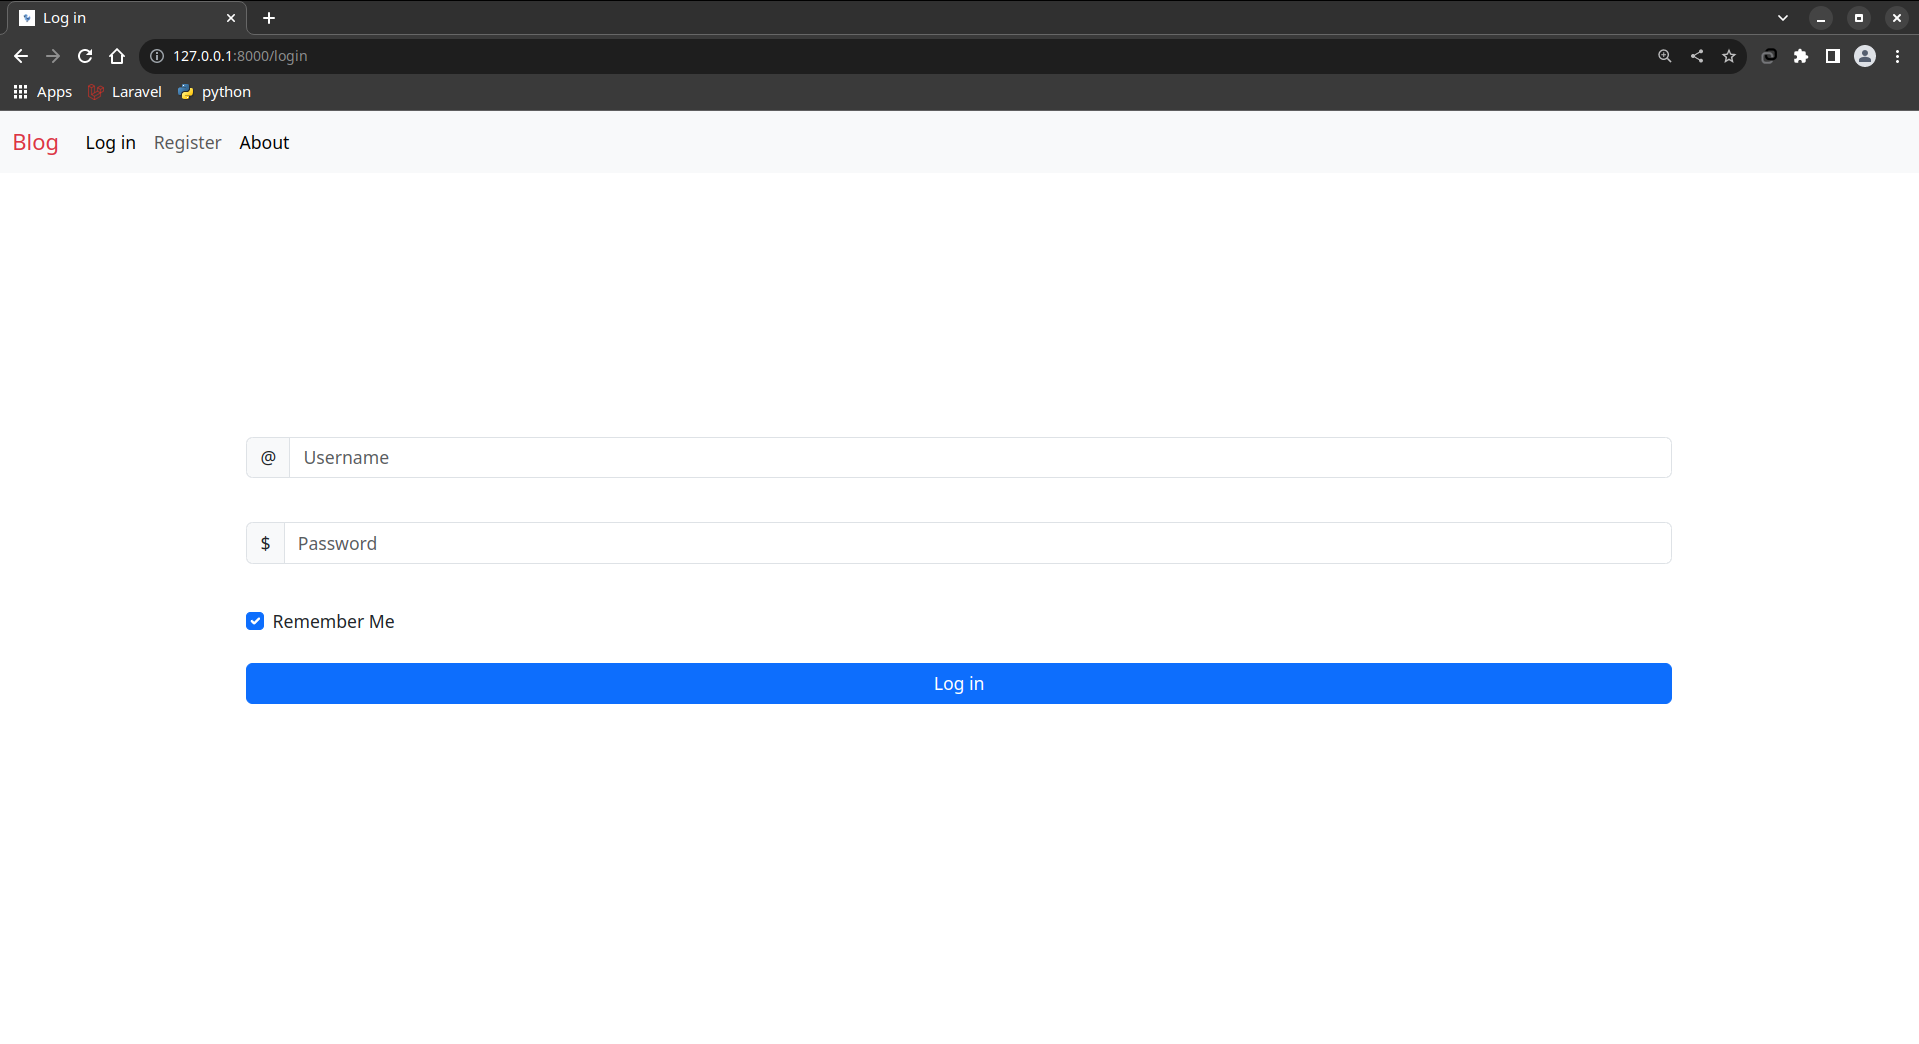 Log in
127.0.0.1:8000/login
Apps Laravel python
Blog Log in Register About
@ Username
$ Password
Remember Me
Log in